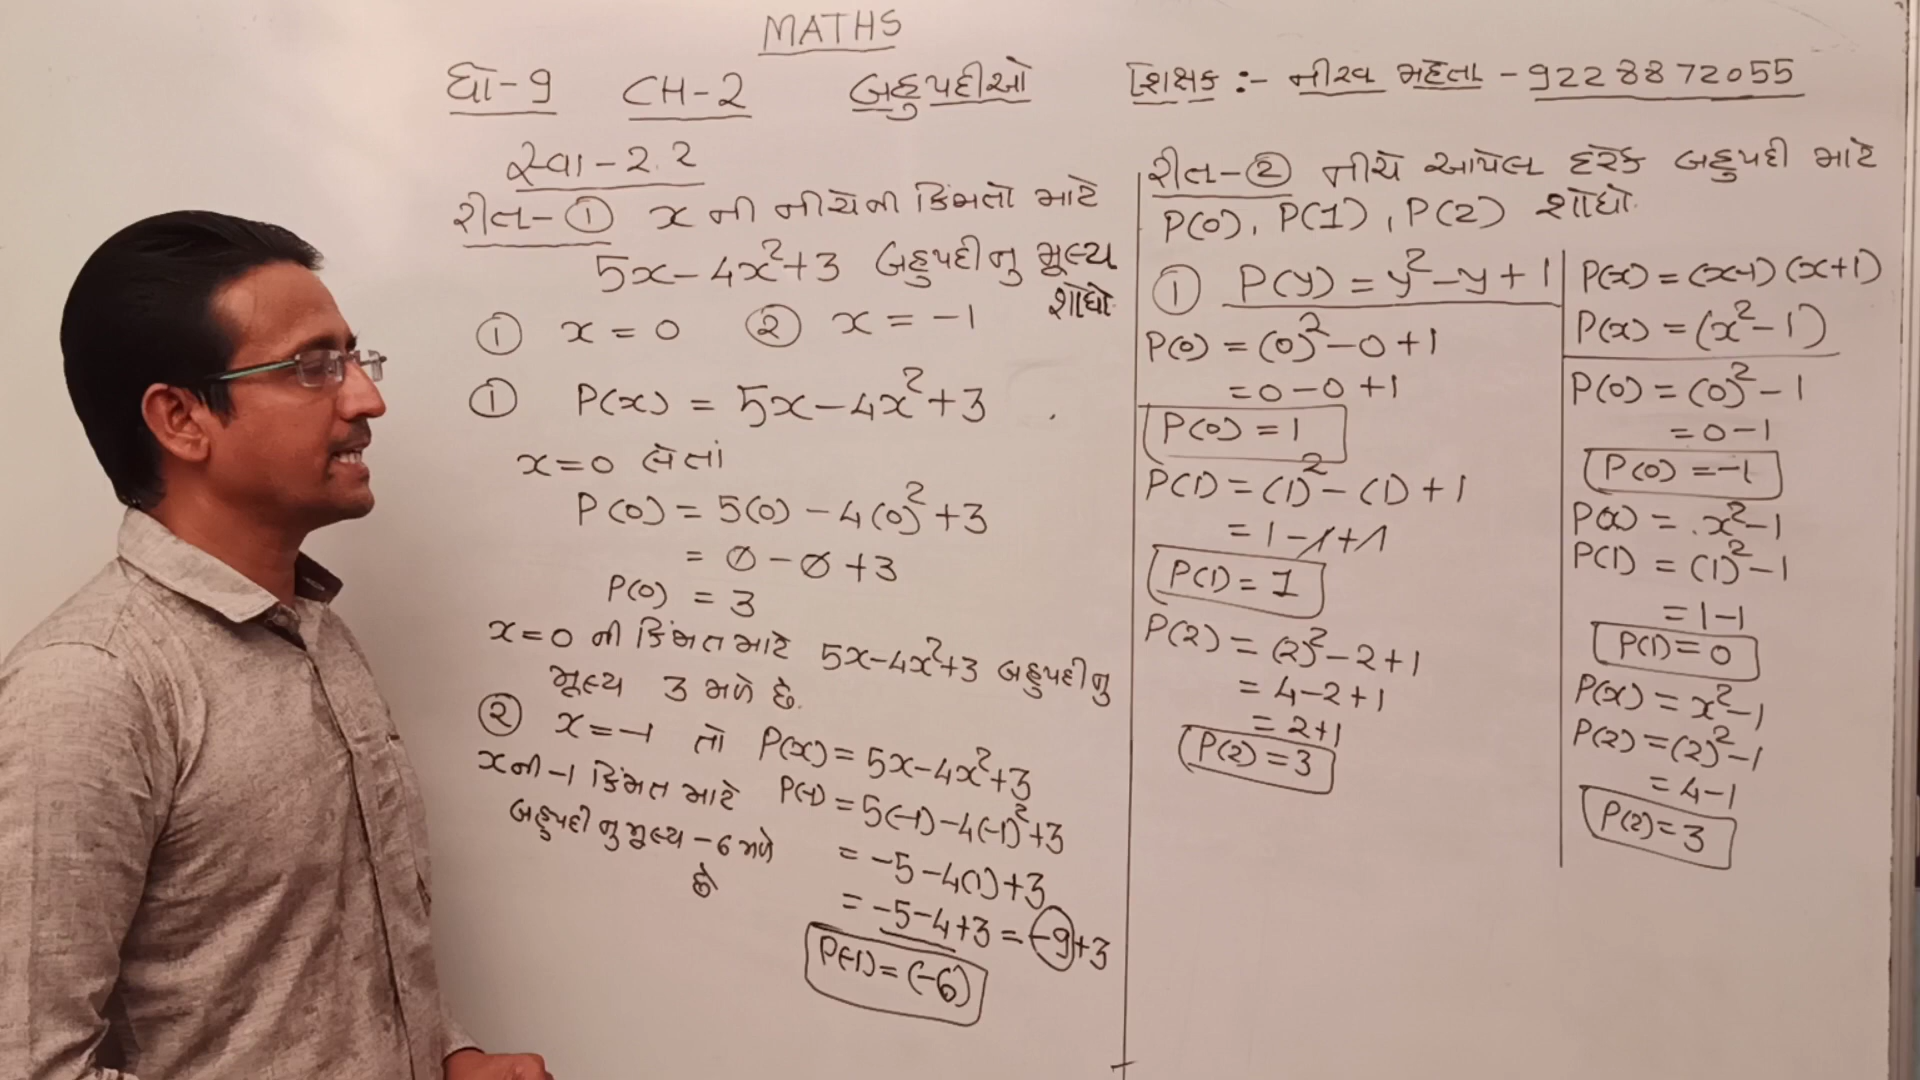 MATHS
ધો-9 CH-2 બહુપદીઓ શિક્ષક :- નીરવ મહેતા - 9228872055
સ્વા-2.2
રીત-① x ની નીચેની કિંમતો માટે
5x-4x²+3 બહુપદીનુ મૂલ્ય
શોધો
① x = 0 ② x = -1
① P(x) = 5x-4x²+3
x=0 લેતાં
P(0) = 5(0) - 4(0)²+3
= 0 - 0 +3
P(0) = 3
x=0 ની કિંમત માટે 5x-4x²+3 બહુપદીનુ
મૂલ્ય 3 મળે છે.
② x=-1 તો P(x) = 5x-4x²+3
xની -1 કિંમત માટે P(-1) = 5(-1)-4(-1)²+3
બહુપદીનુ મૂલ્ય -6 મળે
છે
= -5-4(1)+3
= -5-4+3 = -9+3
P(-1) = (-6)
રીત-② નીચે આપેલ દરેક બહુપદી માટે
P(0), P(1), P(2) શોધો.
① P(y) = y²-y+1
P(0) = (0)²-0+1
= 0-0+1
P(0) = 1
P(1) = (1)²-(1)+1
= 1-1+1
P(1) = 1
P(2) = (2)²-2+1
= 4-2+1
= 2+1
P(2) = 3
P(x) = (x-1)(x+1)
P(x) = (x²-1)
P(0) = (0)²-1
= 0-1
P(0) = -1
P(x) = x²-1
P(1) = (1)²-1
= 1-1
P(1) = 0
P(x) = x²-1
P(2) = (2)²-1
= 4-1
P(2) = 3